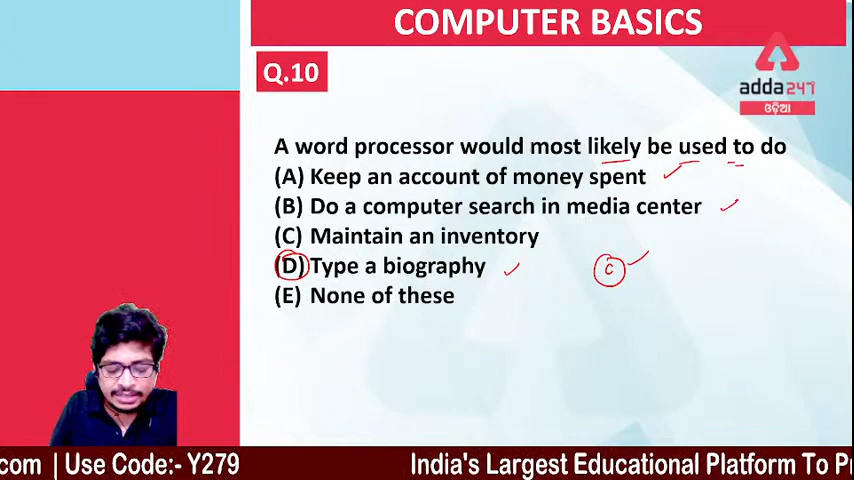 COMPUTER BASICS
Q.10
adda247
ଓଡ଼ିଆ
A word processor would most likely be used to do
(A) Keep an account of money spent
(B) Do a computer search in media center
(C) Maintain an inventory
(D) Type a biography
C
(E) None of these
.com | Use Code:- Y279
India's Largest Educational Platform To